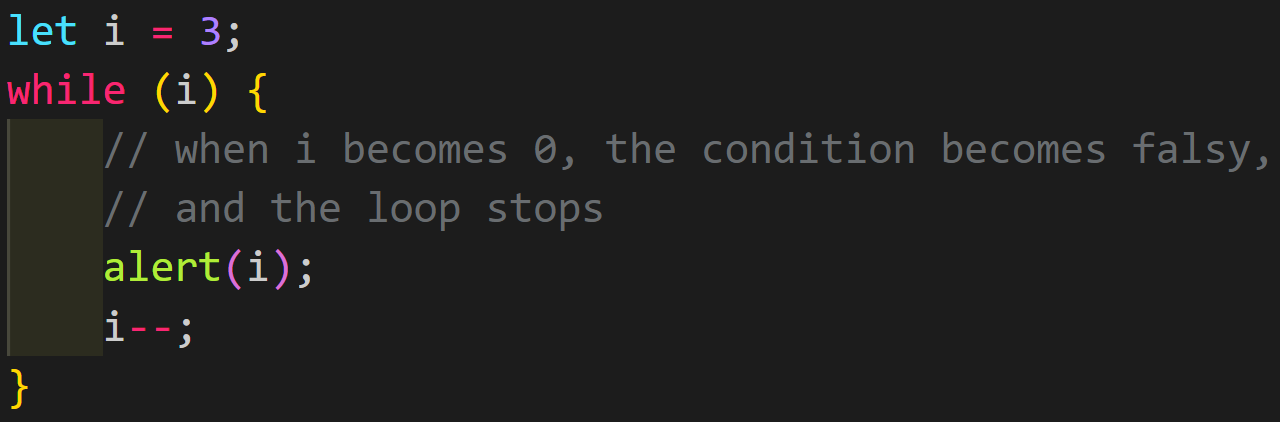 let i = 3;
while (i) {
// when i becomes 0, the condition becomes falsy,
// and the loop stops
alert(i);
i--;
}